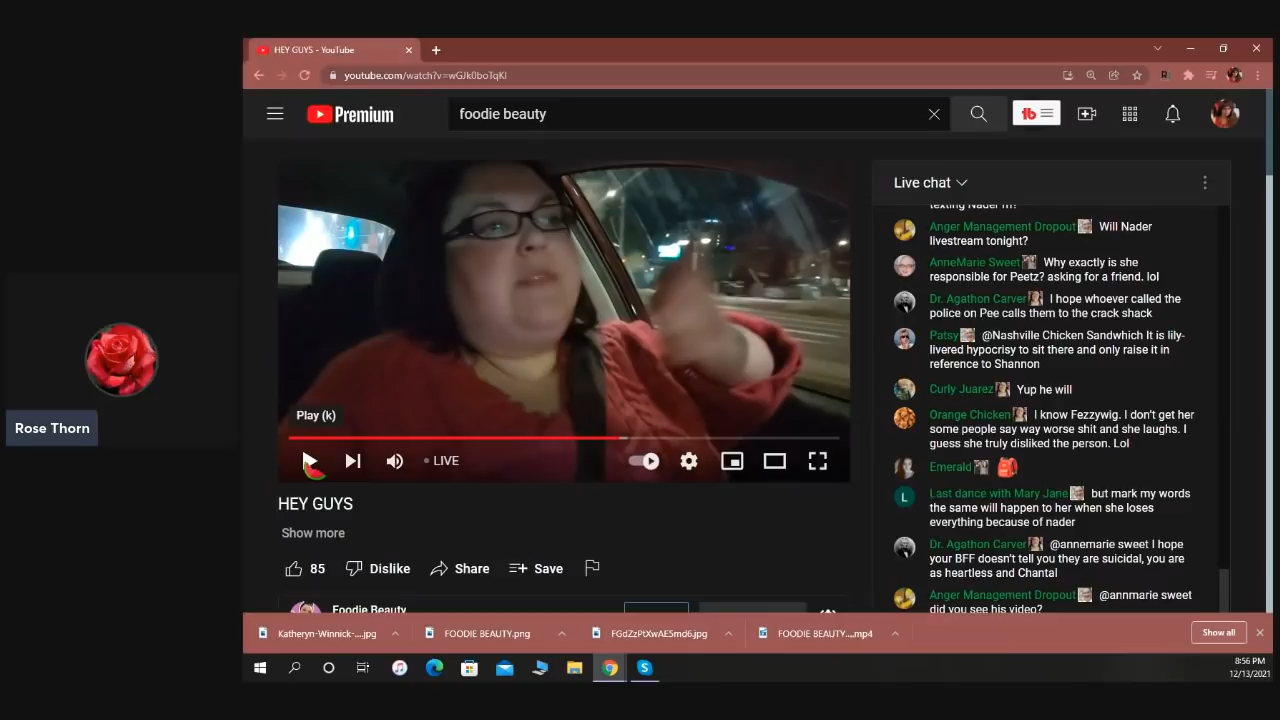 HEY GUYS - YouTube
youtube.com/watch?v=wGJk0boTqKI
Premium
foodie beauty
Play (k)
LIVE
HEY GUYS
Show more
85
Dislike
Share
Save
Foodie Beauty
Rose Thorn
Live chat
texting Nader rn?
Anger Management Dropout Will Nader
livestream tonight?
AnneMarie Sweet Why exactly is she
responsible for Peetz? asking for a friend. lol
Dr. Agathon Carver I hope whoever called the
police on Pee calls them to the crack shack
Patsy @Nashville Chicken Sandwhich It is lily-
livered hypocrisy to sit there and only raise it in
reference to Shannon
Curly Juarez Yup he will
Orange Chicken I know Fezzywig. I don't get her
some people say way worse shit and she laughs. I
guess she truly disliked the person. Lol
Emerald
L
Last dance with Mary Jane but mark my words
the same will happen to her when she loses
everything because of nader
Dr. Agathon Carver @annemarie sweet I hope
your BFF doesn't tell you they are suicidal, you are
as heartless and Chantal
Anger Management Dropout @annmarie sweet
did you see his video?
Katheryn-Winnick-....jpg
FOODIE BEAUTY.png
FGdZzPtXwAE5md6.jpg
FOODIE BEAUTY....mp4
Show all
8:56 PM
12/13/2021